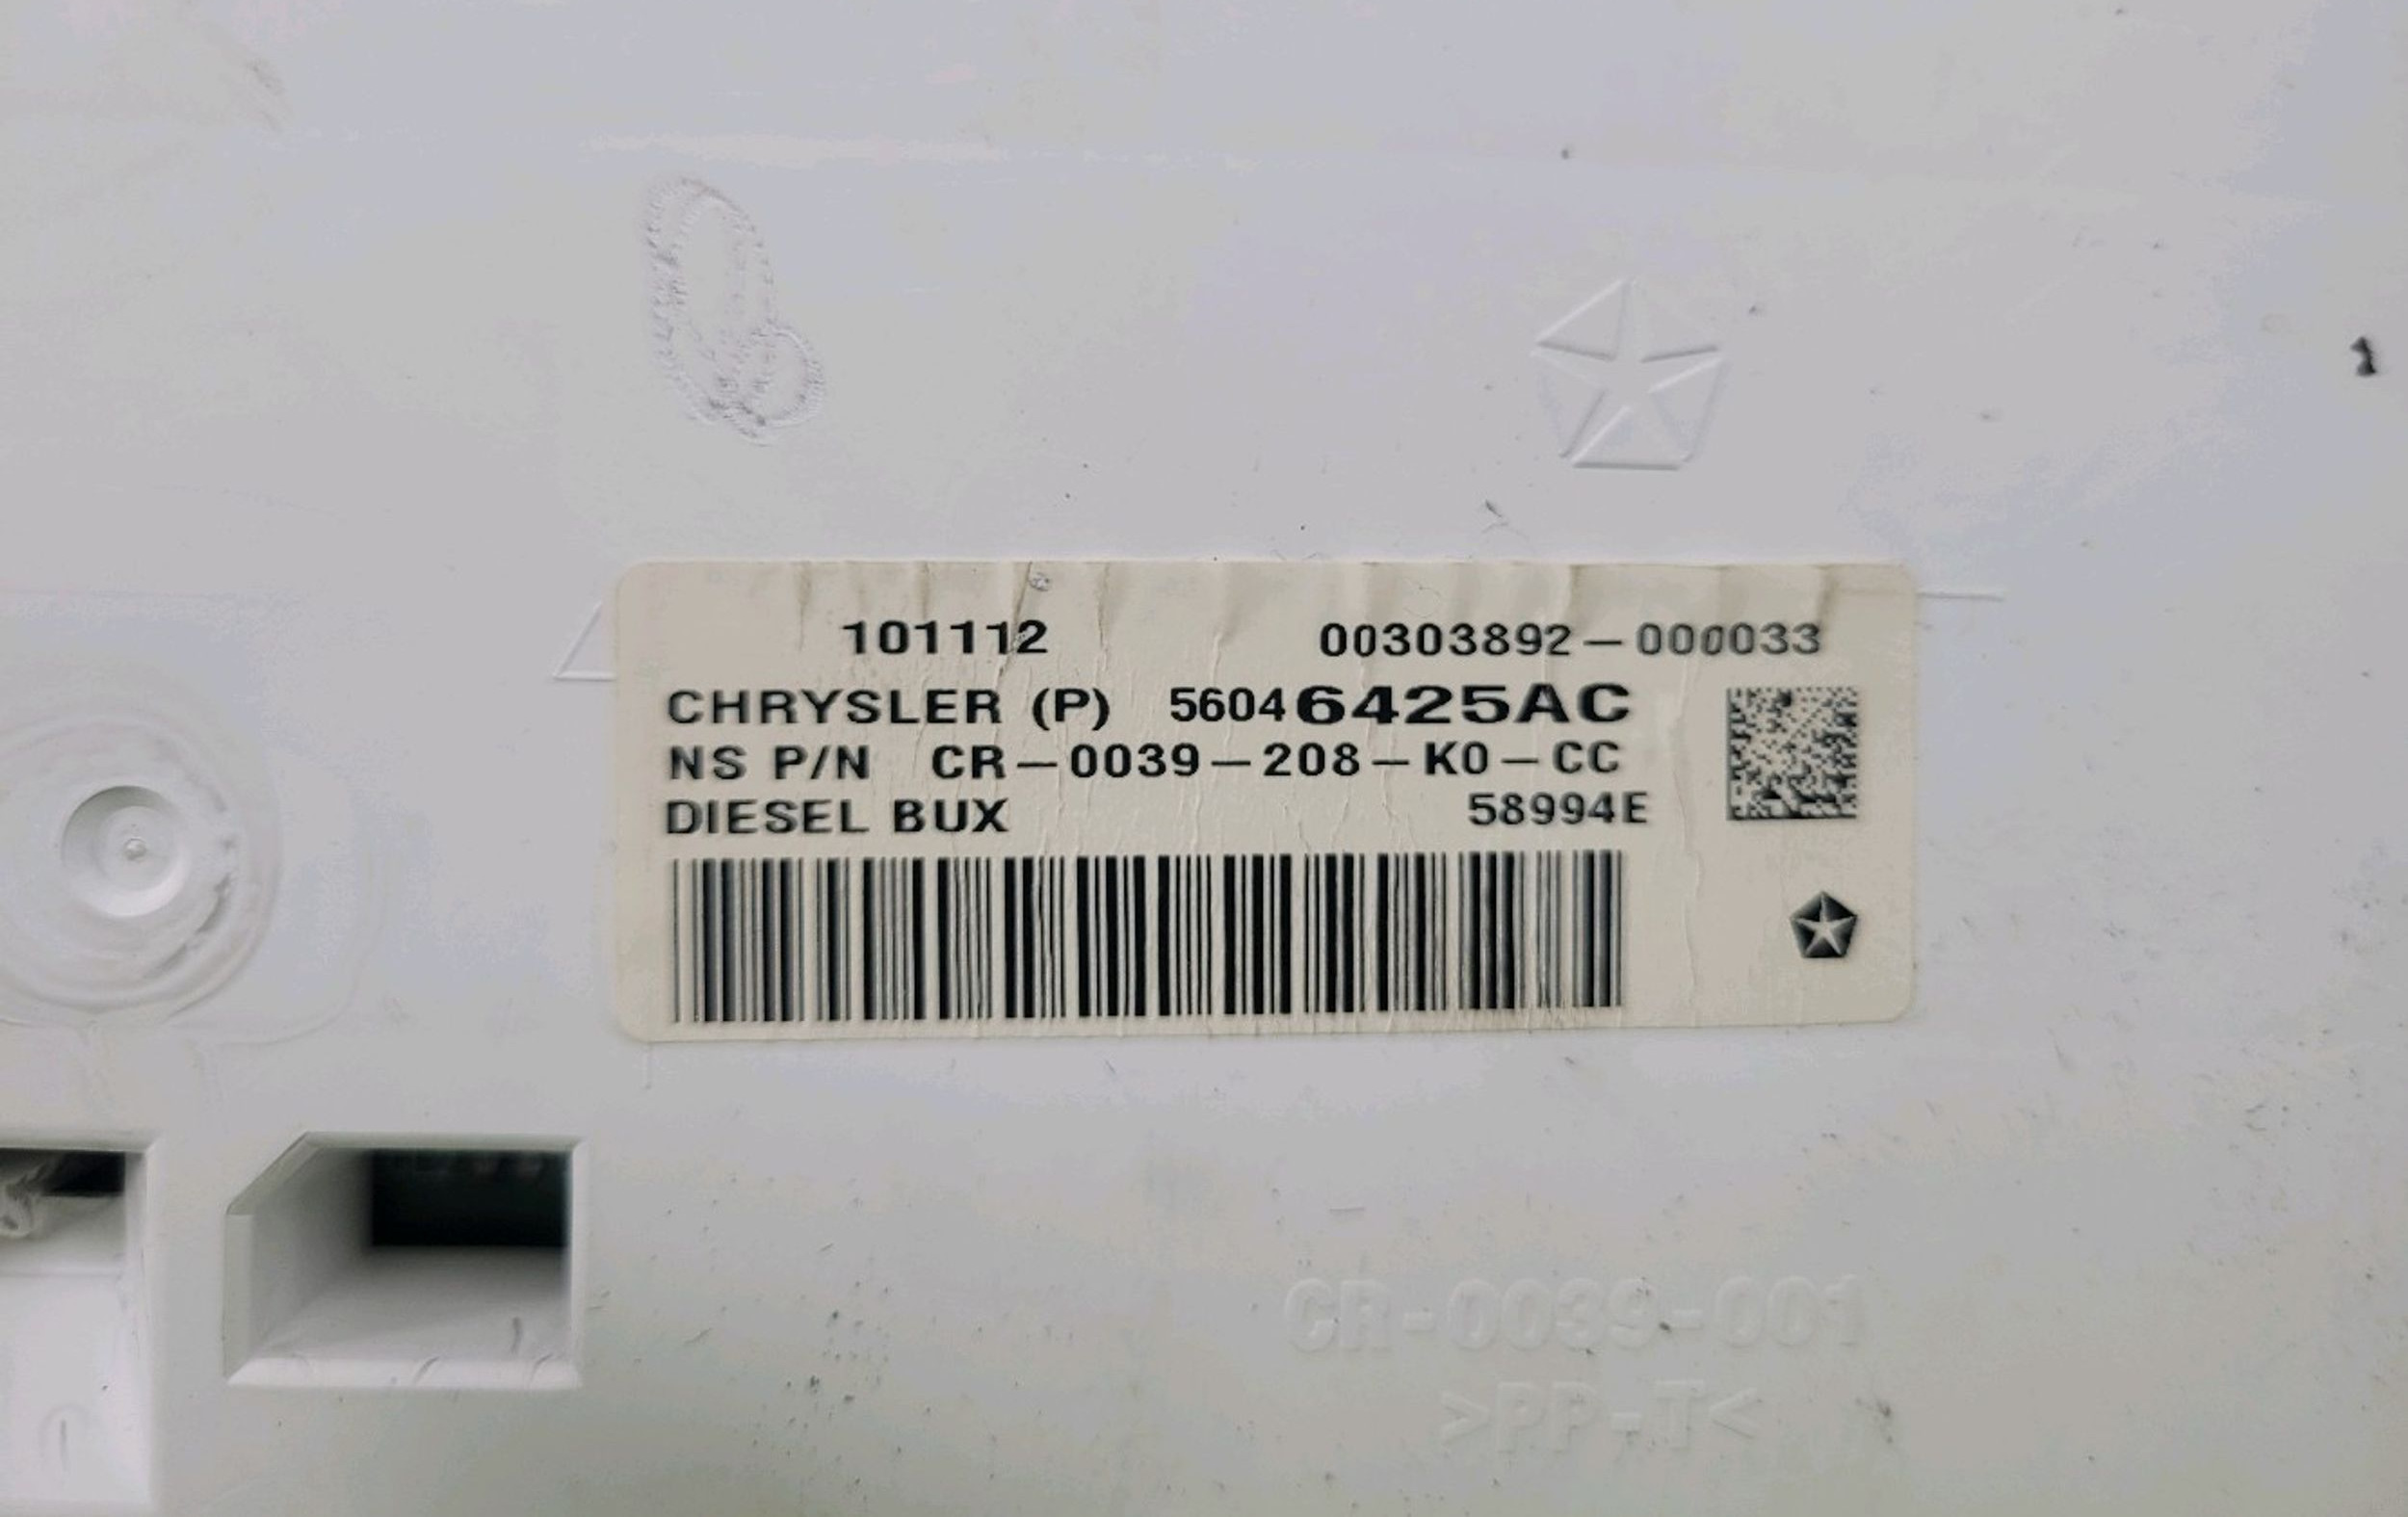 101112 00303892-000033
CHRYSLER (P) 56046425AC
NS P/N CR-0039-208-K0-CC
DIESEL BUX 58994E
CR-0039-001
>PP-T<